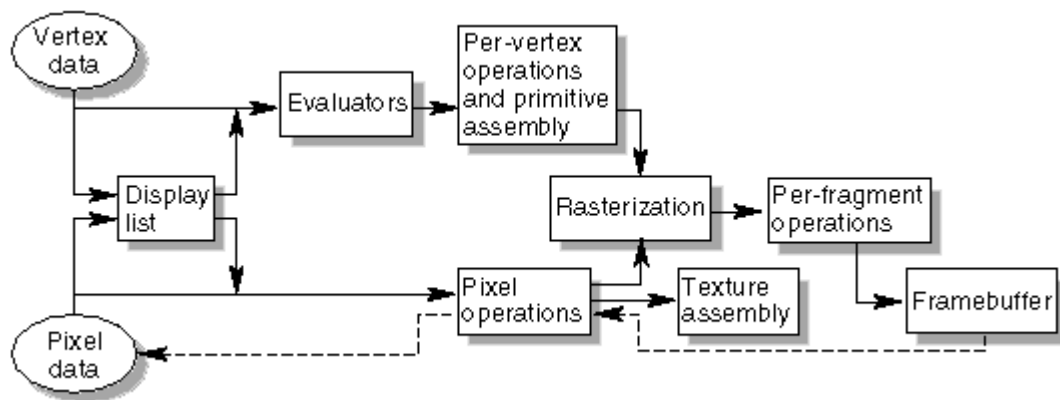 Vertex
data
Per-vertex
operations
and primitive
assembly
Evaluators
Display
list
Rasterization
Per-fragment
operations
Pixel
operations
Texture
assembly
Framebuffer
Pixel
data